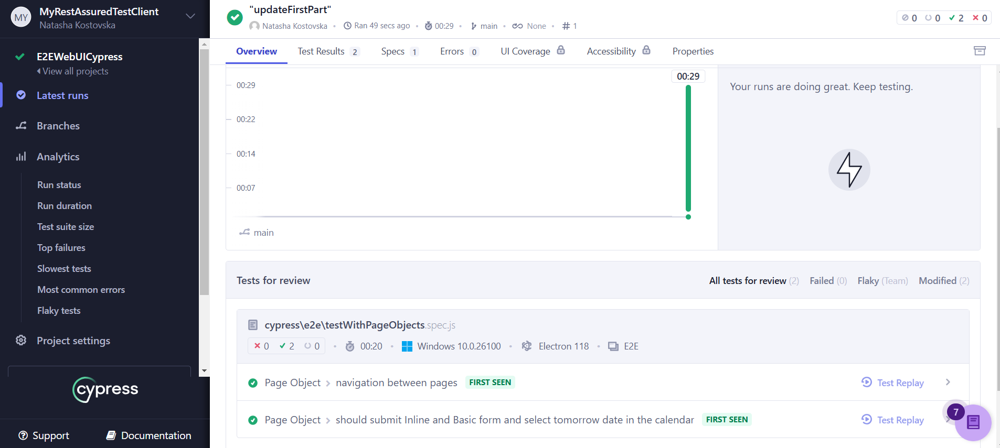 MY
MyRestAssuredTestClient
Natasha Kostovska
E2EWebUICypress
View all projects
Latest runs
Branches
Analytics
Run status
Run duration
Test suite size
Top failures
Slowest tests
Most common errors
Flaky tests
Project settings
cypress
Support
Documentation
"updateFirstPart"
Natasha Kostovska • Ran 49 secs ago • 00:29 • main • None • # 1
0 0 2 0
Overview
Test Results 2
Specs 1
Errors 0
UI Coverage
Accessibility
Properties
00:29
00:29
00:22
00:14
00:07
main
Your runs are doing great. Keep testing.
Tests for review
All tests for review (2)
Failed (0)
Flaky (Team)
Modified (2)
cypress\e2e\testWithPageObjects.spec.js
0 2 0 • 00:20 • Windows 10.0.26100 • Electron 118 • E2E
Page Object > navigation between pages FIRST SEEN
Test Replay
Page Object > should submit Inline and Basic form and select tomorrow date in the calendar FIRST SEEN
Test Replay
7